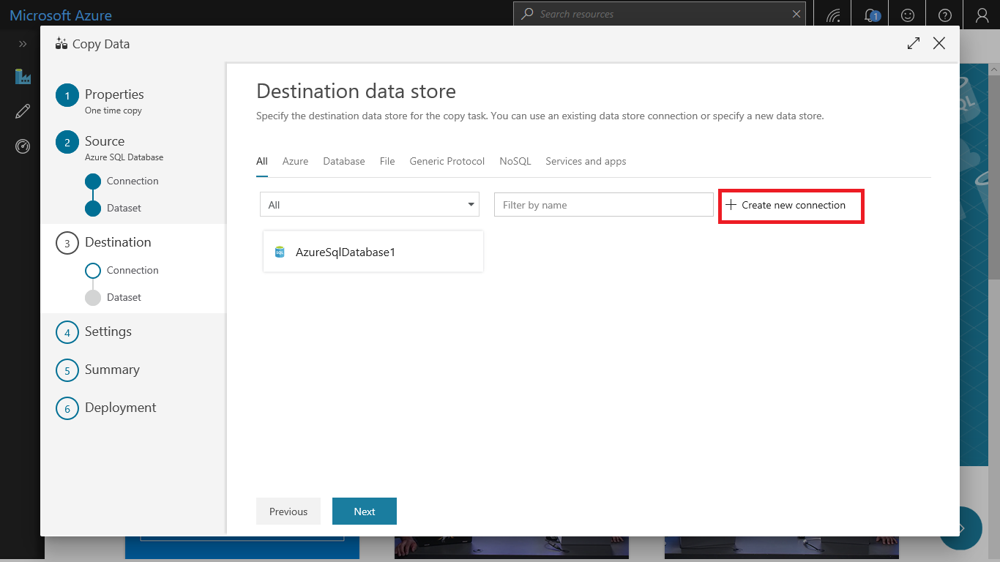 Microsoft Azure
Search resources
1
Copy Data
1 Properties
One time copy
2 Source
Azure SQL Database
Connection
Dataset
3 Destination
Connection
Dataset
4 Settings
5 Summary
6 Deployment
Destination data store
Specify the destination data store for the copy task. You can use an existing data store connection or specify a new data store.
All Azure Database File Generic Protocol NoSQL Services and apps
All Filter by name Create new connection
SQL AzureSqlDatabase1
Previous Next
SQL